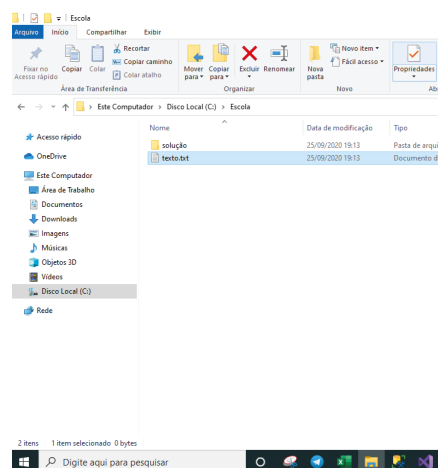 Escola
Arquivo Início Compartilhar Exibir
Fixar no Acesso rápido
Copiar
Colar
Recortar
Copiar caminho
Colar atalho
Área de Transferência
Mover para
Copiar para
Excluir
Renomear
Organizar
Nova pasta
Novo item
Fácil acesso
Novo
Propriedades
Este Computador > Disco Local (C:) > Escola
Nome Data de modificação Tipo
solução 25/09/2020 19:13 Pasta de arqui
texto.txt 25/09/2020 19:13 Documento d
Acesso rápido
OneDrive
Este Computador
Área de Trabalho
Documentos
Downloads
Imagens
Músicas
Objetos 3D
Vídeos
Disco Local (C:)
Rede
2 itens 1 item selecionado 0 bytes
Digite aqui para pesquisar